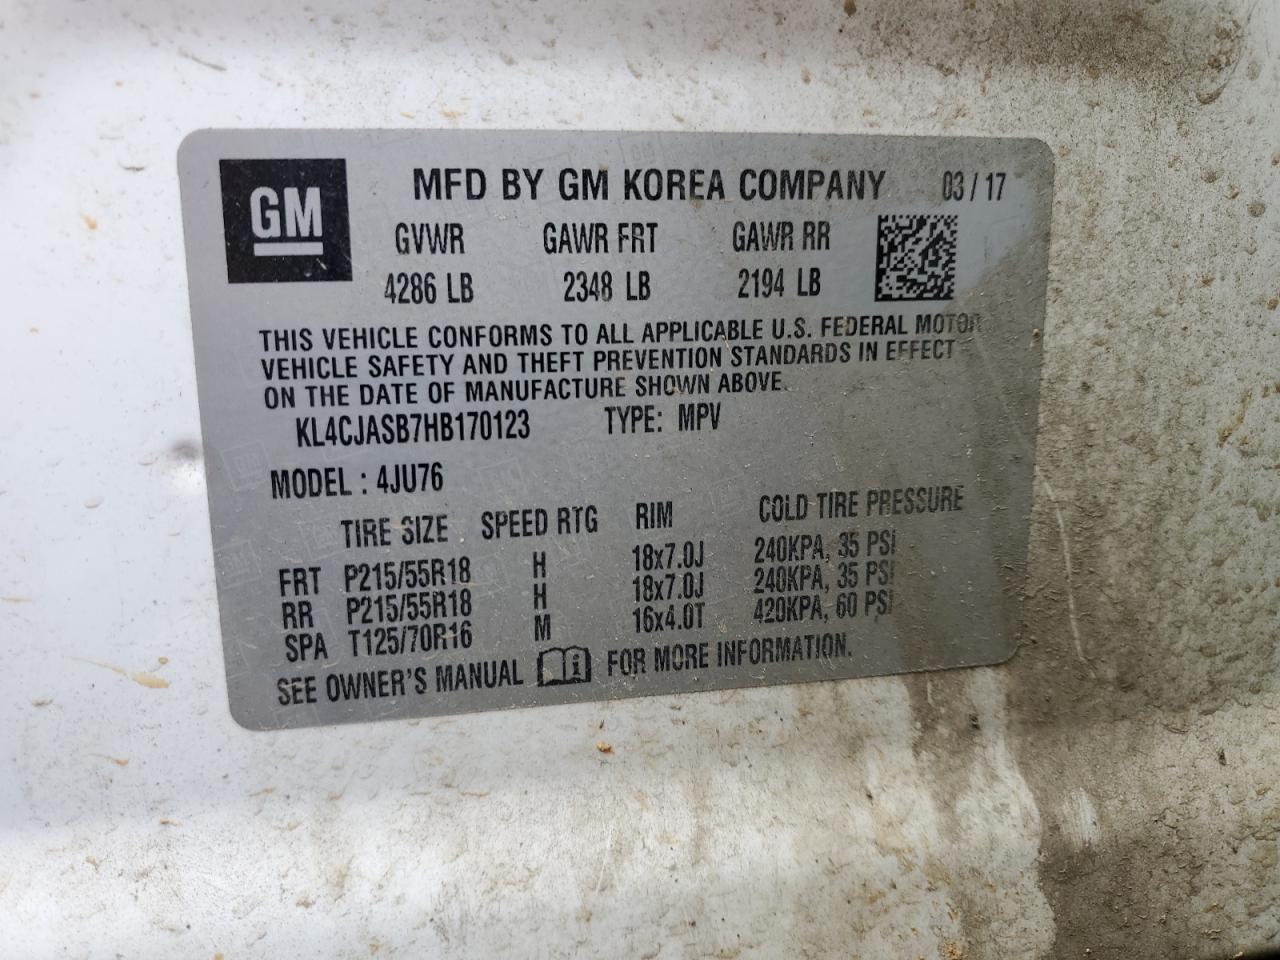 GM
MFD BY GM KOREA COMPANY 03 / 17
GVWR GAWR FRT GAWR RR
4286 LB 2348 LB 2194 LB
THIS VEHICLE CONFORMS TO ALL APPLICABLE U.S. FEDERAL MOTOR
VEHICLE SAFETY AND THEFT PREVENTION STANDARDS IN EFFECT
ON THE DATE OF MANUFACTURE SHOWN ABOVE.
KL4CJASB7HB170123 TYPE: MPV
MODEL : 4JU76
TIRE SIZE SPEED RTG RIM COLD TIRE PRESSURE
FRT P215/55R18 H 18x7.0J 240KPA, 35 PSI
RR P215/55R18 H 18x7.0J 240KPA, 35 PSI
SPA T125/70R16 M 16x4.0T 420KPA, 60 PSI
SEE OWNER'S MANUAL FOR MORE INFORMATION.